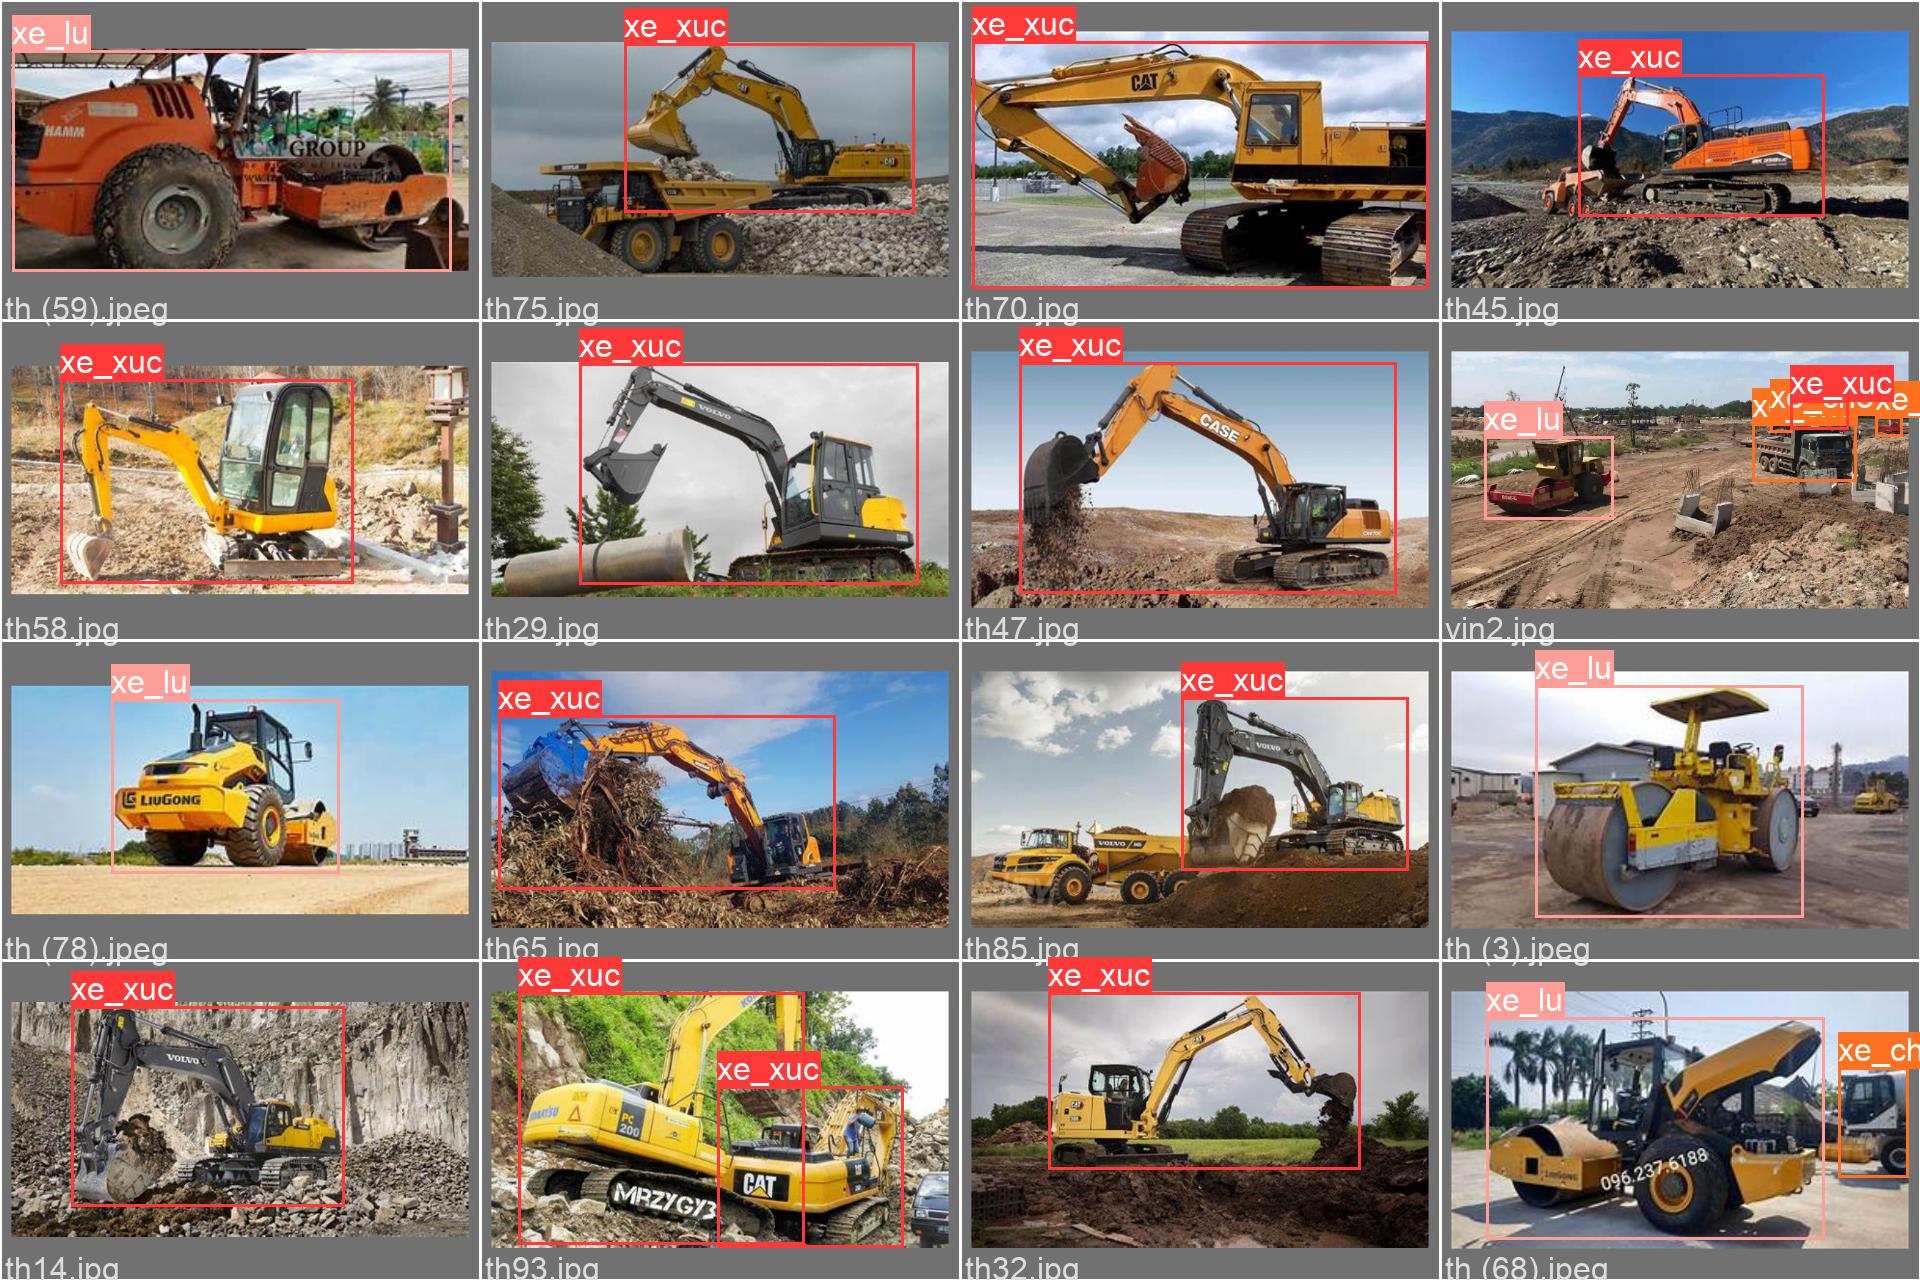 xe_lu
HAMM
VCM GROUP
th (59).jpeg
xe_xuc
CAT
CAT
th75.jpg
xe_xuc
CAT
th70.jpg
xe_xuc
th45.jpg
xe_xuc
th58.jpg
xe_xuc
VOLVO
th29.jpg
xe_xuc
CASE
th47.jpg
xe_xuc
xe_lu
vin2.jpg
xe_lu
LIUGONG
th (78).jpeg
xe_xuc
th65.jpg
xe_xuc
VOLVO
VOLVO
th85.jpg
xe_lu
th (3).jpeg
xe_xuc
VOLVO
th14.jpg
xe_xuc
xe_xuc
KOMATSU
PC
200
CAT
MRZYGY3
th93.jpg
xe_xuc
CAT
th32.jpg
xe_lu
xe_ch
LIUGONG
096.237.6188
th (68).jpeg